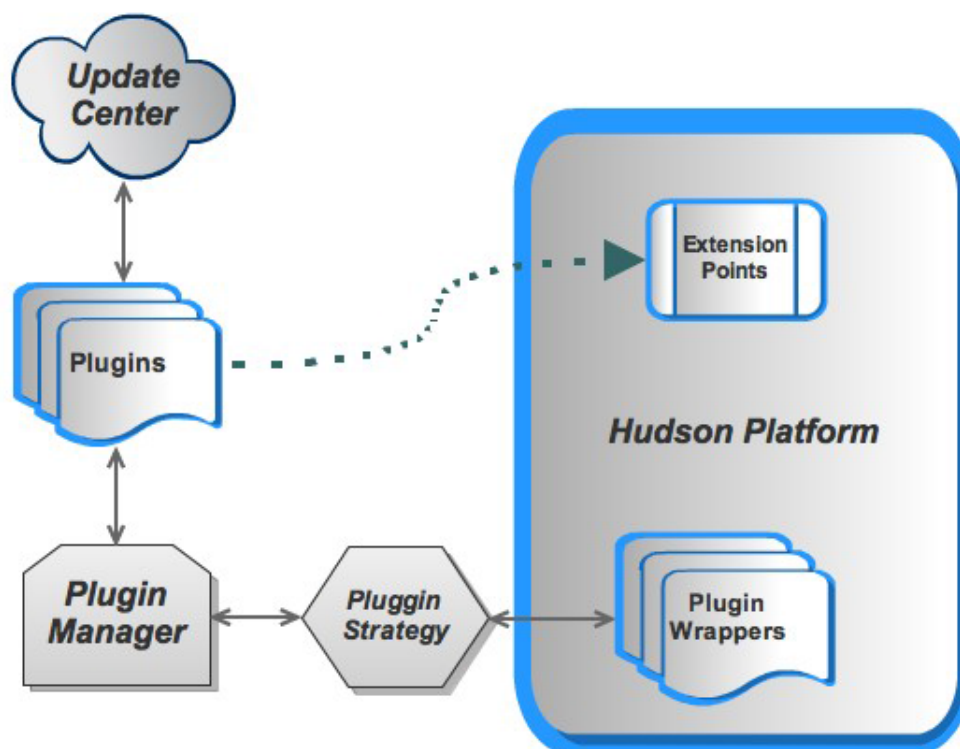 Update
Center
Extension
Points
Plugins
Hudson Platform
Plugin
Manager
Pluggin
Strategy
Plugin
Wrappers